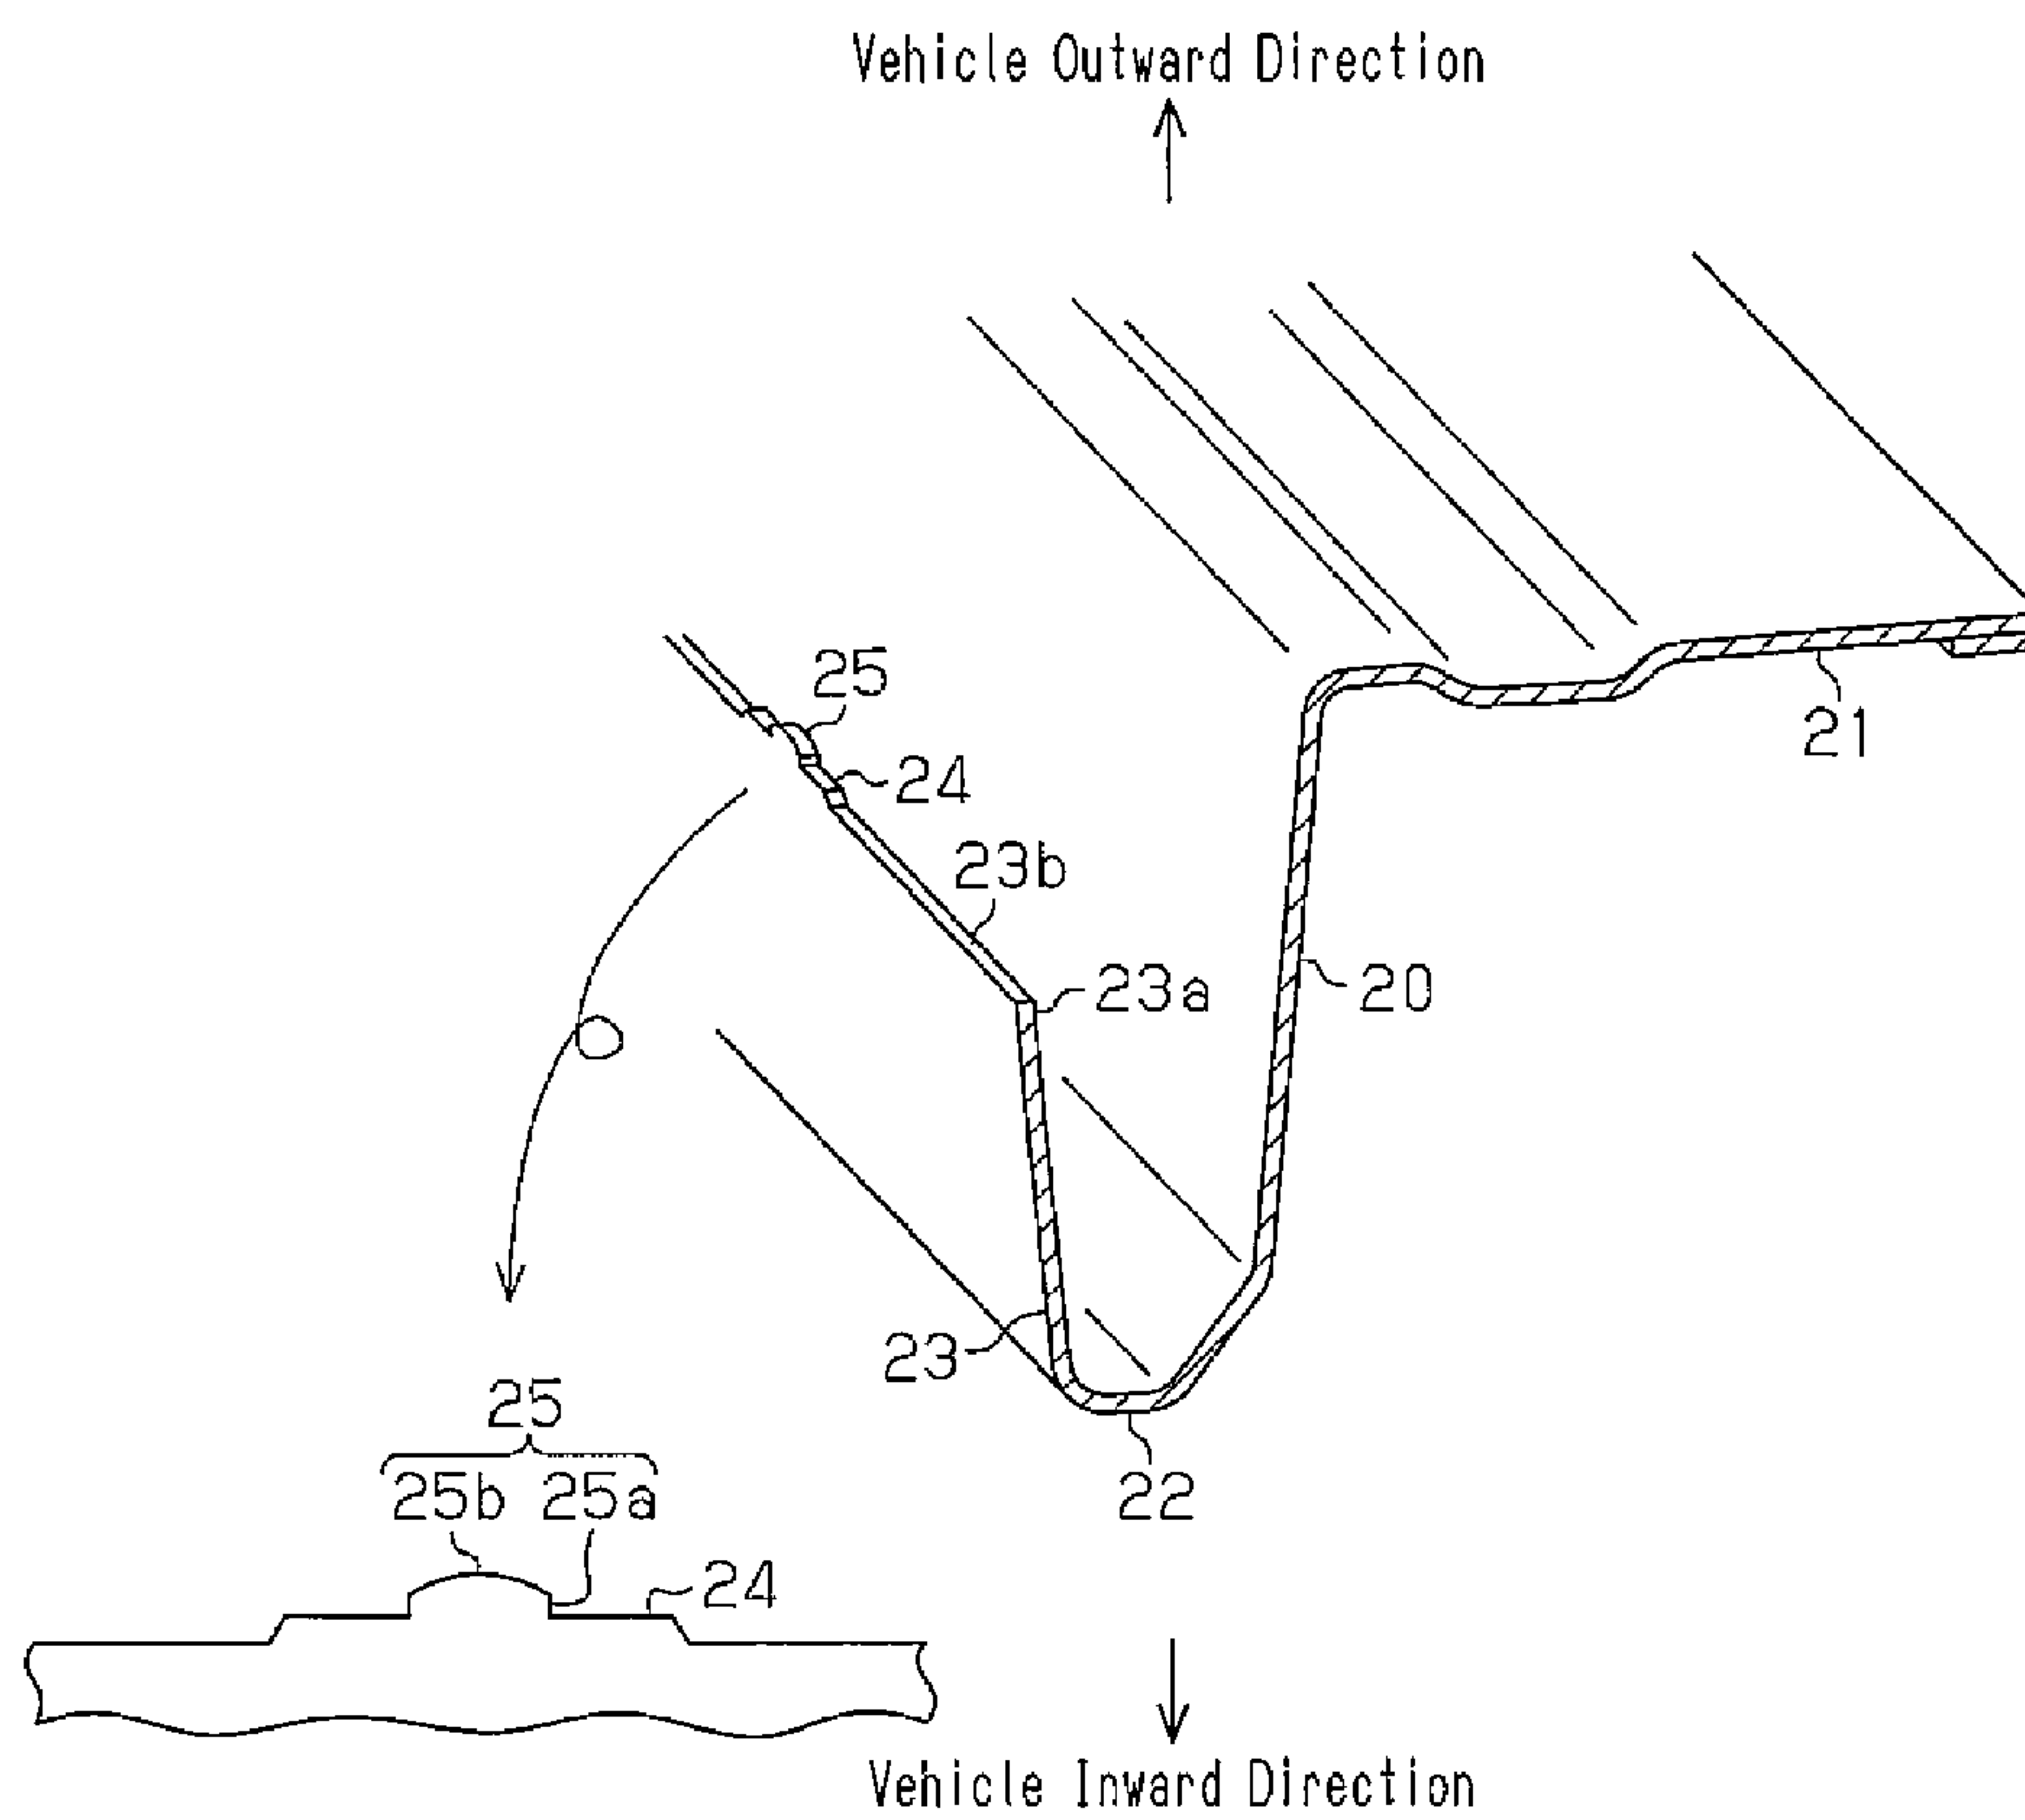 Vehicle Outward Direction
25
24
21
23b
23a
20
23
25
25b 25a
22
24
Vehicle Inward Direction